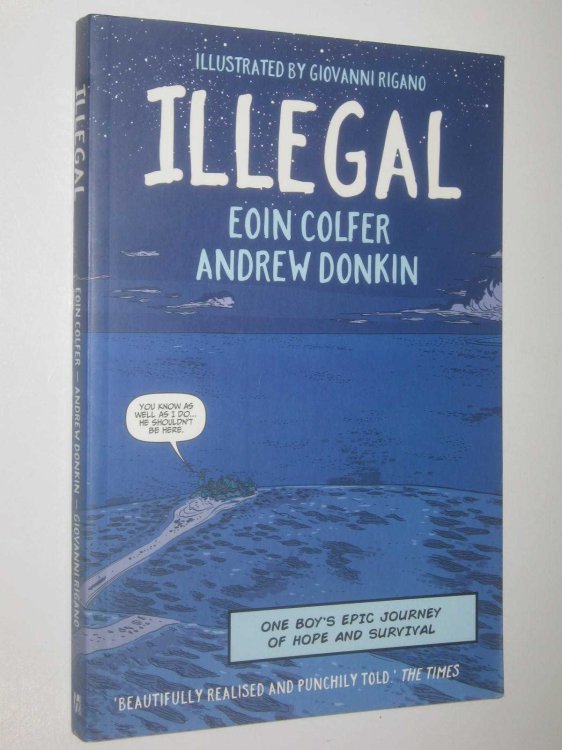 ILLUSTRATED BY GIOVANNI RIGANO
ILLEGAL
EOIN COLFER
ANDREW DONKIN
YOU KNOW AS
WELL AS I DO...
HE SHOULDN'T
BE HERE.
ONE BOY'S EPIC JOURNEY
OF HOPE AND SURVIVAL
'BEAUTIFULLY REALISED AND PUNCHILY TOLD.' THE TIMES
ILLEGAL
EOIN COLFER — ANDREW DONKIN — GIOVANNI RIGANO